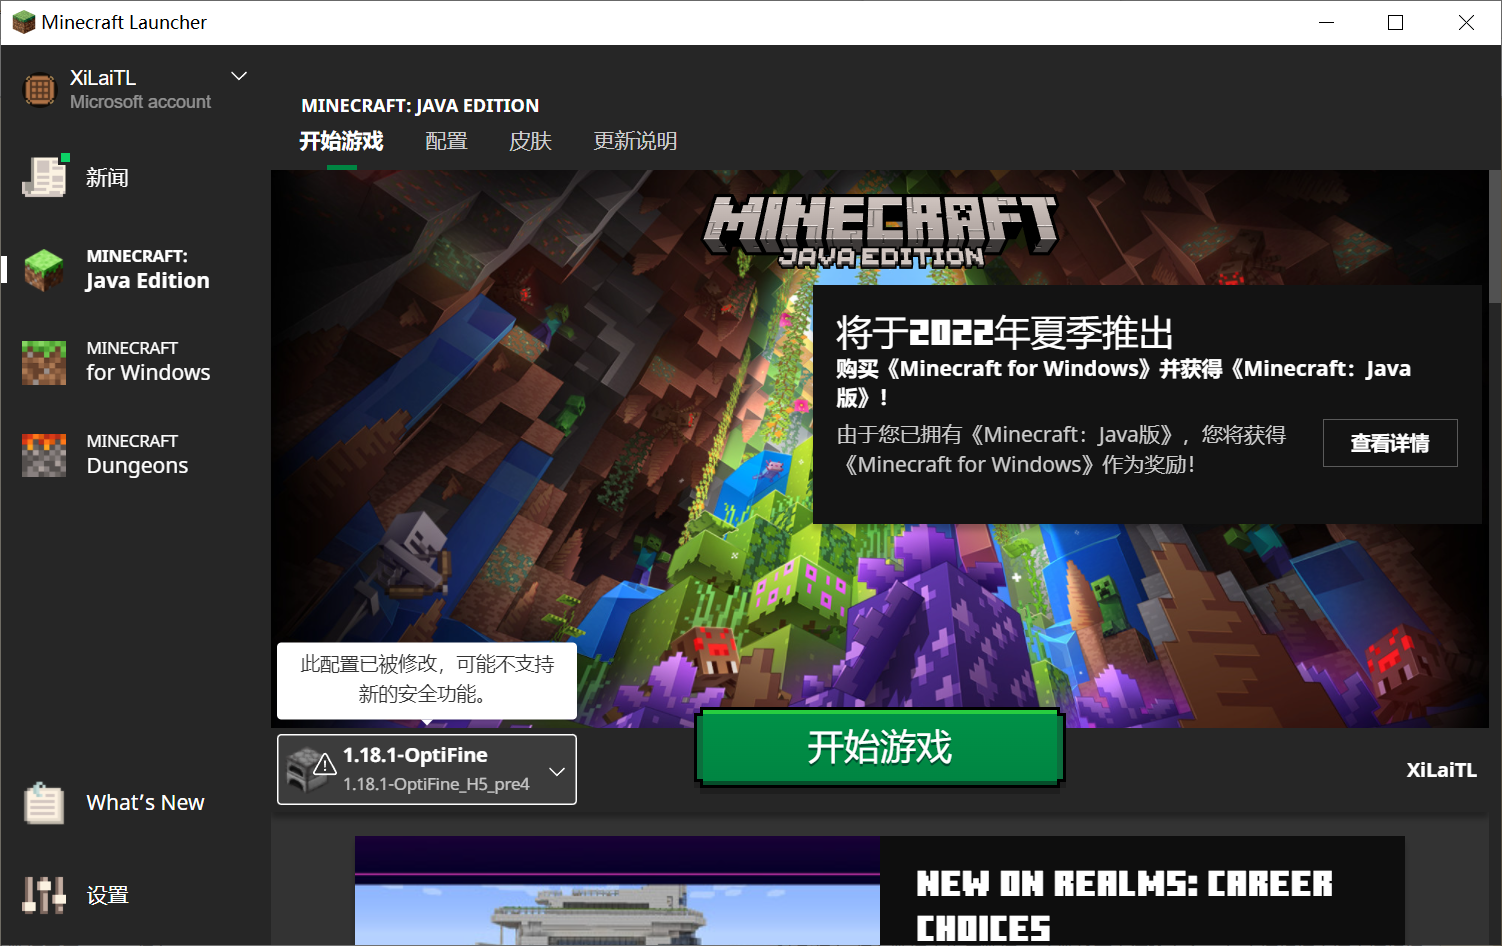 Minecraft Launcher
XiLaiTL
Microsoft account
新闻
MINECRAFT:
Java Edition
MINECRAFT
for Windows
MINECRAFT
Dungeons
What's New
设置
MINECRAFT: JAVA EDITION
开始游戏 配置 皮肤 更新说明
MINECRAFT
JAVA EDITION
将于2022年夏季推出
购买《Minecraft for Windows》并获得《Minecraft：Java
版》！
由于您已拥有《Minecraft：Java版》，您将获得
《Minecraft for Windows》作为奖励！
查看详情
此配置已被修改，可能不支持
新的安全功能。
1.18.1-OptiFine
1.18.1-OptiFine_H5_pre4
开始游戏
XiLaiTL
NEW ON REALMS: CAREER
CHOICES